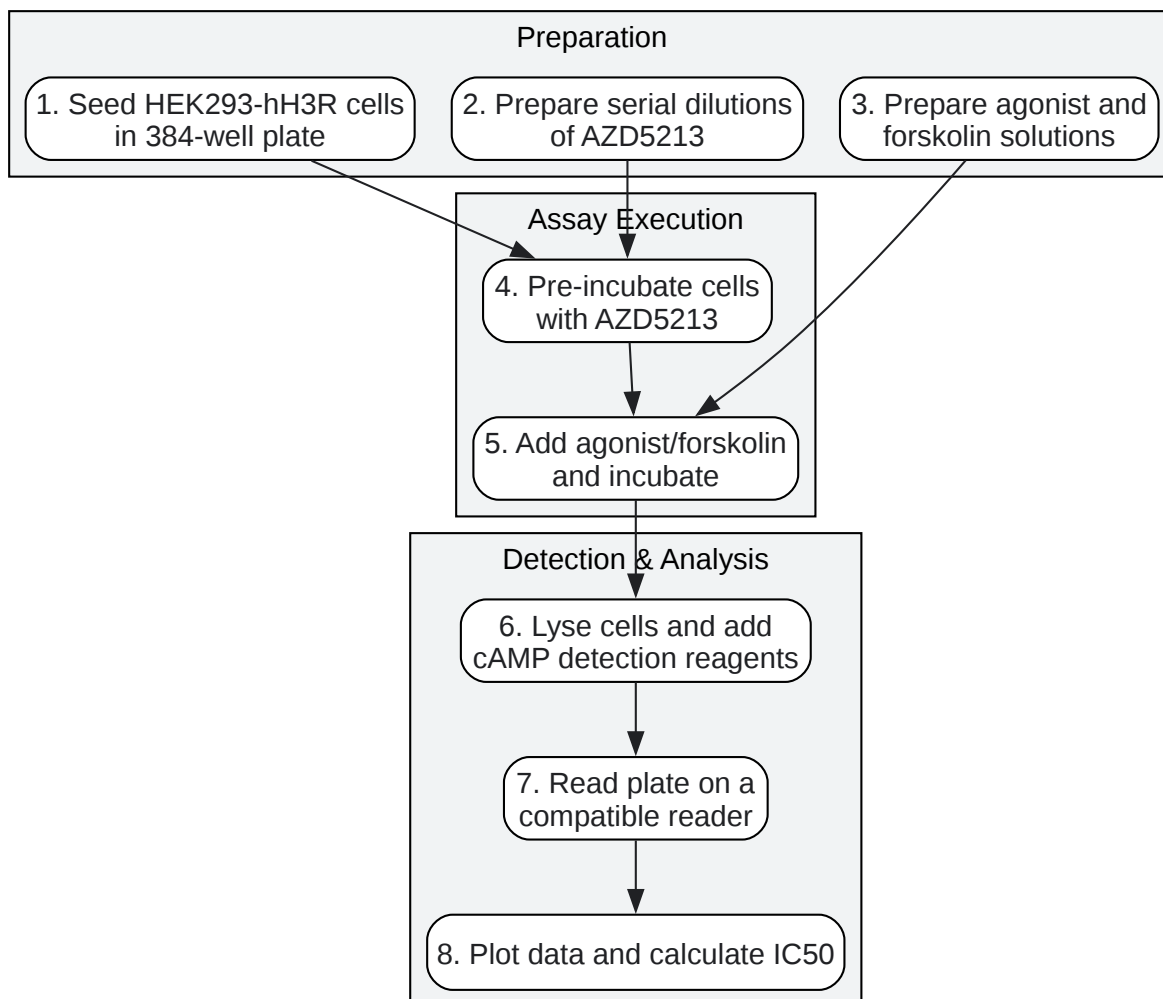 Preparation
1. Seed HEK293-hH3R cells
in 384-well plate
2. Prepare serial dilutions
of AZD5213
3. Prepare agonist and
forskolin solutions
Assay Execution
4. Pre-incubate cells
with AZD5213
5. Add agonist/forskolin
and incubate
Detection & Analysis
6. Lyse cells and add
cAMP detection reagents
7. Read plate on a
compatible reader
8. Plot data and calculate IC50